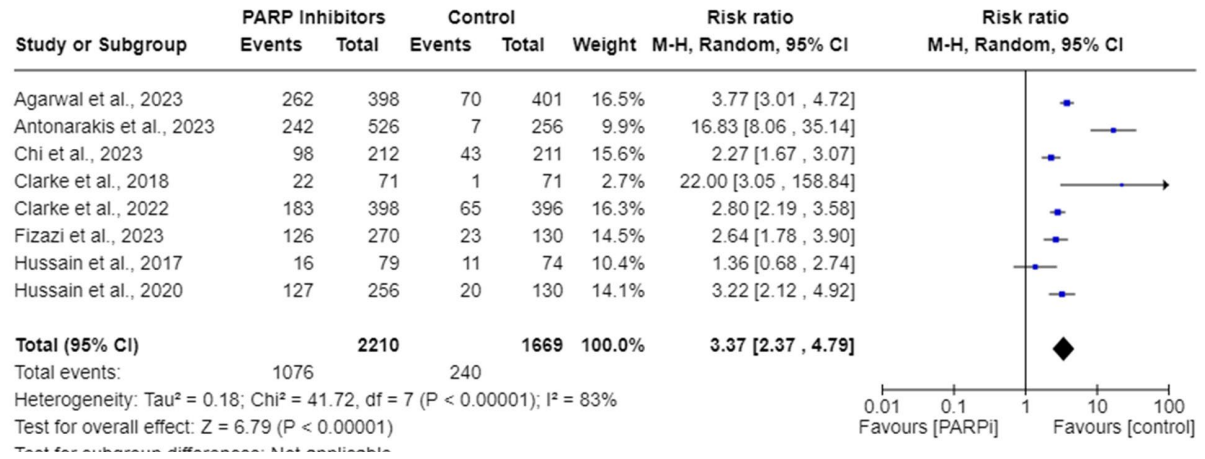 PARP Inhibitors Control Risk ratio Risk ratio
Study or Subgroup Events Total Events Total Weight M-H, Random, 95% CI M-H, Random, 95% CI
Agarwal et al., 2023 262 398 70 401 16.5% 3.77 [3.01 , 4.72]
Antonarakis et al., 2023 242 526 7 256 9.9% 16.83 [8.06 , 35.14]
Chi et al., 2023 98 212 43 211 15.6% 2.27 [1.67 , 3.07]
Clarke et al., 2018 22 71 1 71 2.7% 22.00 [3.05 , 158.84]
Clarke et al., 2022 183 398 65 396 16.3% 2.80 [2.19 , 3.58]
Fizazi et al., 2023 126 270 23 130 14.5% 2.64 [1.78 , 3.90]
Hussain et al., 2017 16 79 11 74 10.4% 1.36 [0.68 , 2.74]
Hussain et al., 2020 127 256 20 130 14.1% 3.22 [2.12 , 4.92]
Total (95% CI) 2210 1669 100.0% 3.37 [2.37 , 4.79]
Total events: 1076 240
Heterogeneity: Tau² = 0.18; Chi² = 41.72, df = 7 (P < 0.00001); I² = 83%
Test for overall effect: Z = 6.79 (P < 0.00001)
Test for subgroup differences: Not applicable
0.01 0.1 1 10 100
Favours [PARPi] Favours [control]